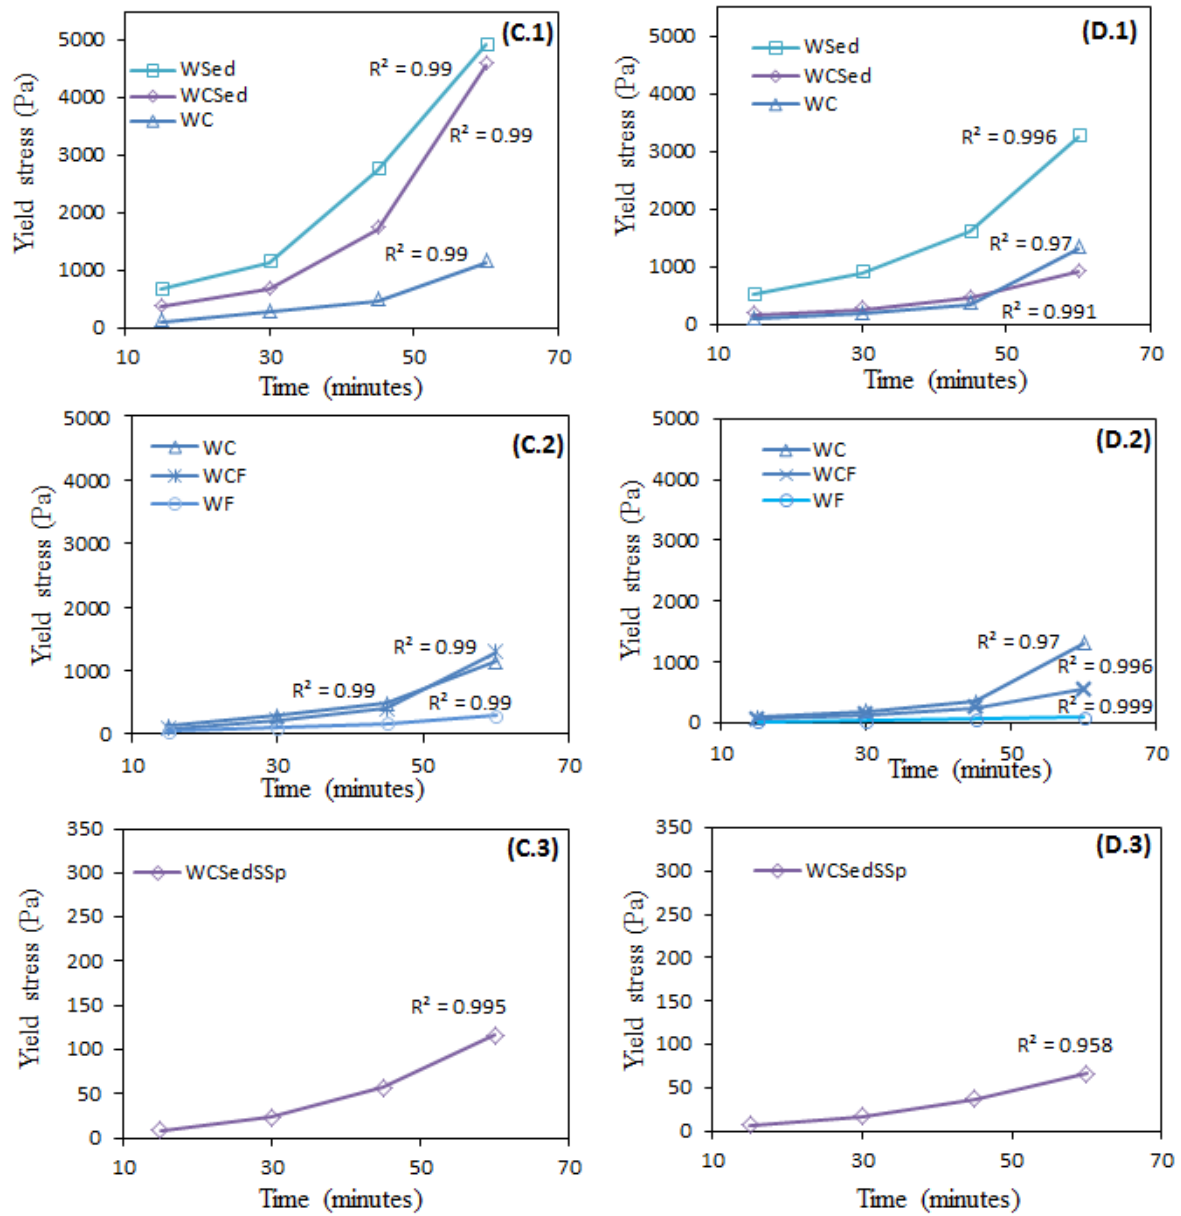 (C.1)
5000
4000
3000
2000
1000
0
Yield stress (Pa)
WSed
WCSed
WC
R² = 0.99
R² = 0.99
R² = 0.99
10 30 50 70
Time (minutes)
(D.1)
5000
4000
3000
2000
1000
0
Yield stress (Pa)
WSed
WCSed
WC
R² = 0.996
R² = 0.97
R² = 0.991
10 30 50 70
Time (minutes)
(C.2)
5000
4000
3000
2000
1000
0
Yield stress (Pa)
WC
WCF
WF
R² = 0.99
R² = 0.99
R² = 0.99
10 30 50 70
Time (minutes)
(D.2)
5000
4000
3000
2000
1000
0
Yield stress (Pa)
WC
WCF
WF
R² = 0.97
R² = 0.996
R² = 0.999
10 30 50 70
Time (minutes)
(C.3)
350
300
250
200
150
100
50
0
Yield stress (Pa)
WCSedSSp
R² = 0.995
10 30 50 70
Time (minutes)
(D.3)
350
300
250
200
150
100
50
0
Yield stress (Pa)
WCSedSSp
R² = 0.958
10 30 50 70
Time (minutes)